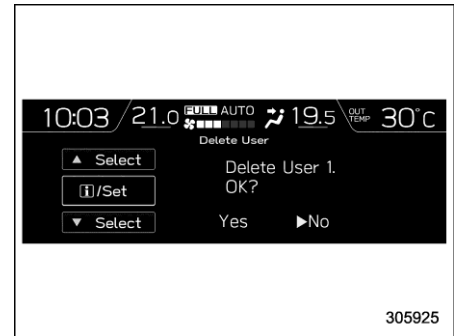 10:03 21.0 FULL AUTO 19.5 OUT TEMP 30°C
Delete User
▲ Select
i/Set
▼ Select
Delete User 1.
OK?
Yes ▶No
305925